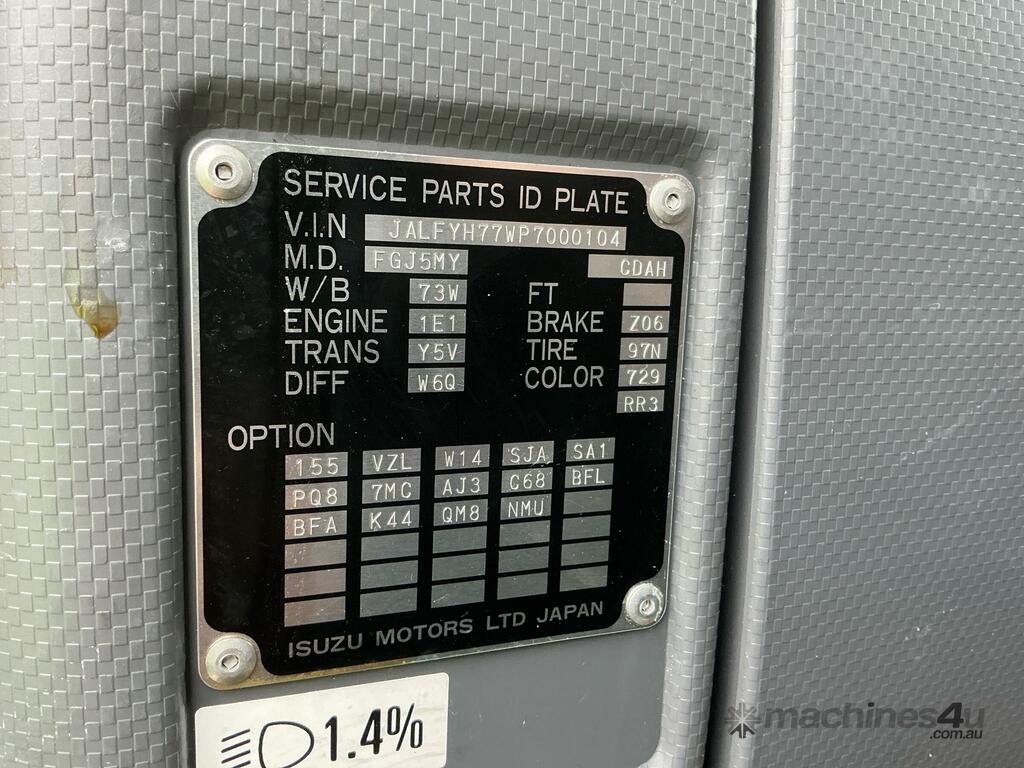 SERVICE PARTS ID PLATE
V.I.N JALFYH77WP7000104
M.D. FGJ5MY CDAH
W/B 73W FT
ENGINE 1E1 BRAKE Z06
TRANS Y5V TIRE 97N
DIFF W6Q COLOR 729
RR3
OPTION
155 VZL W14 SJA SA1
PQ8 7MC AJ3 C68 BFL
BFA K44 QM8 NMU
ISUZU MOTORS LTD JAPAN
1.4%
machines4u
.com.au